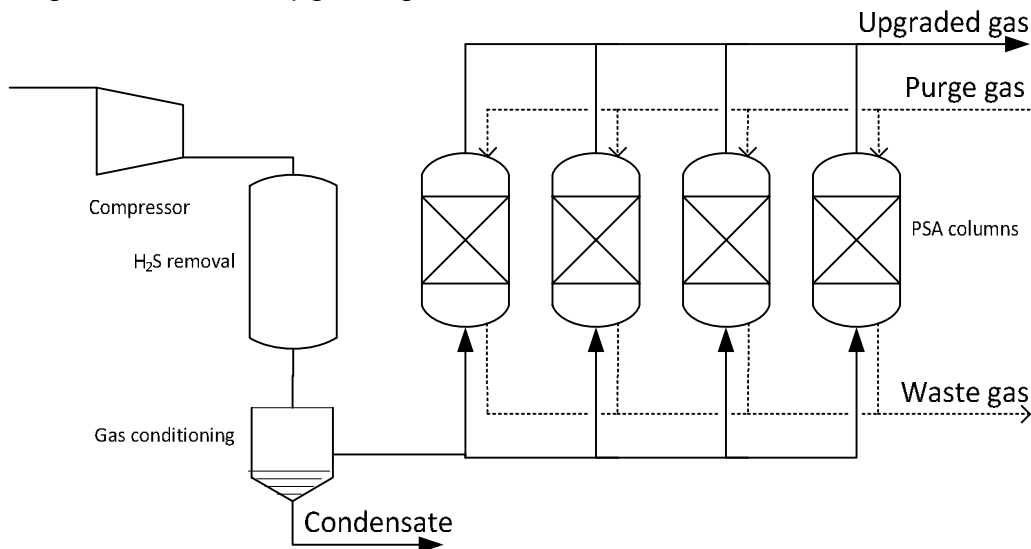 Upgraded gas
Purge gas
Compressor
PSA columns
H₂S removal
Waste gas
Gas conditioning
Condensate